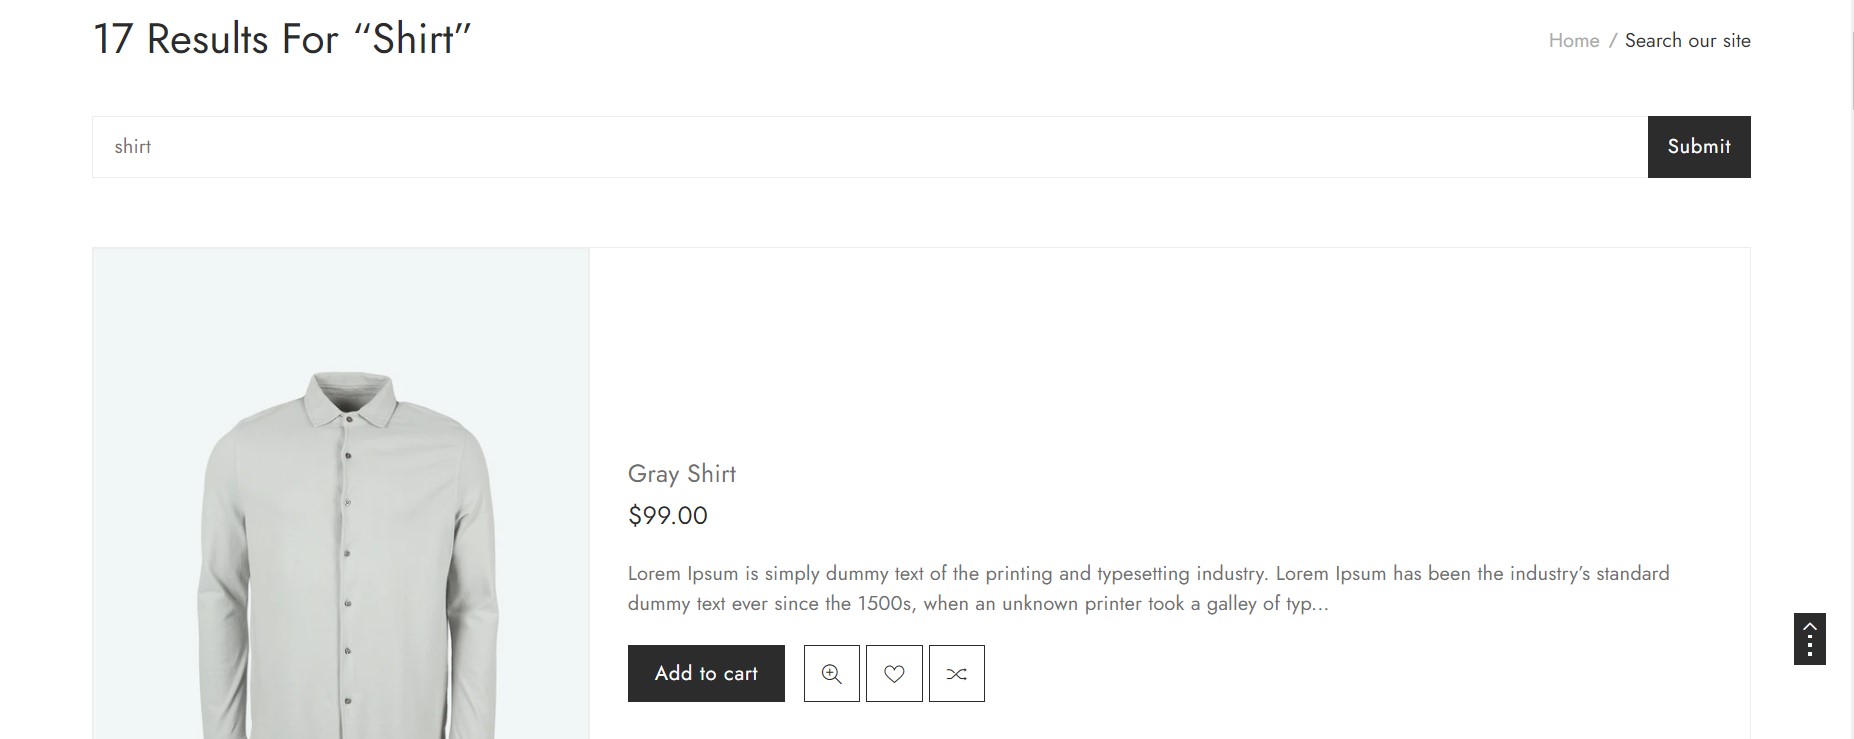 17 Results For “Shirt”
Home / Search our site
shirt
Submit
Gray Shirt
$99.00
Lorem Ipsum is simply dummy text of the printing and typesetting industry. Lorem Ipsum has been the industry’s standard
dummy text ever since the 1500s, when an unknown printer took a galley of typ...
Add to cart